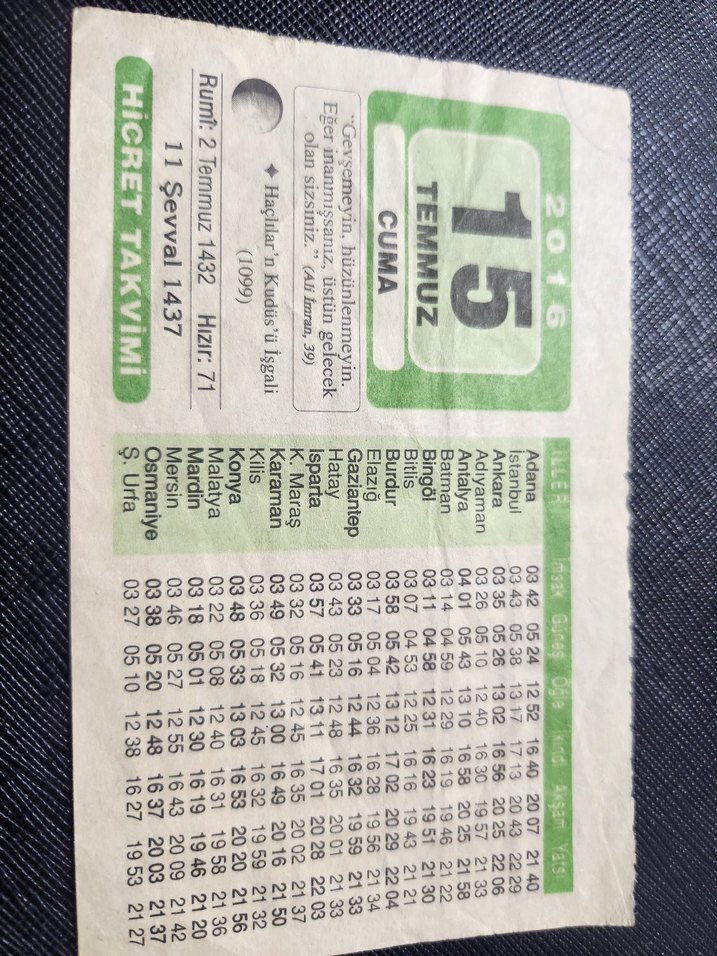 2016
15
TEMMUZ
CUMA
"Gevşemeyin, hüzünlenmeyin.
Eğer inanmışsanız, üstün gelecek
olan sizsiniz." (Ali İmran, 39)
✦ Haçlılar'n Kudüs'ü İşgali
(1099)
Rumî: 2 Temmuz 1432 Hızır: 71
11 Şevval 1437
HİCRET TAKVİMİ
İLLER İmsak Güneş Öğle İkindi Akşam Yatsı
Adana 03 42 05 24 12 52 16 40 20 07 21 40
İstanbul 03 43 05 38 13 17 17 13 20 43 22 29
Ankara 03 35 05 26 13 02 16 56 20 25 22 06
Adıyaman 03 26 05 10 12 40 16 30 19 57 21 33
Antalya 04 01 05 43 13 10 16 58 20 25 21 58
Batman 03 14 04 59 12 29 16 19 19 46 21 22
Bingöl 03 11 04 58 12 31 16 23 19 51 21 30
Bitlis 03 07 04 53 12 25 16 16 19 43 21 21
Burdur 03 58 05 42 13 12 17 02 20 29 22 04
Elazığ 03 17 05 04 12 36 16 28 19 56 21 34
Gaziantep 03 33 05 16 12 44 16 32 19 59 21 33
Hatay 03 43 05 23 12 48 16 35 20 01 21 33
Isparta 03 57 05 41 13 11 17 01 20 28 22 03
K. Maraş 03 32 05 16 12 45 16 35 20 02 21 37
Karaman 03 49 05 32 13 00 16 49 20 16 21 50
Kilis 03 36 05 18 12 45 16 32 19 59 21 32
Konya 03 48 05 33 13 03 16 53 20 20 21 56
Malatya 03 22 05 08 12 40 16 31 19 58 21 36
Mardin 03 18 05 01 12 30 16 19 19 46 21 20
Mersin 03 46 05 27 12 55 16 43 20 09 21 42
Osmaniye 03 38 05 20 12 48 16 37 20 03 21 37
Ş. Urfa 03 27 05 10 12 38 16 27 19 53 21 27